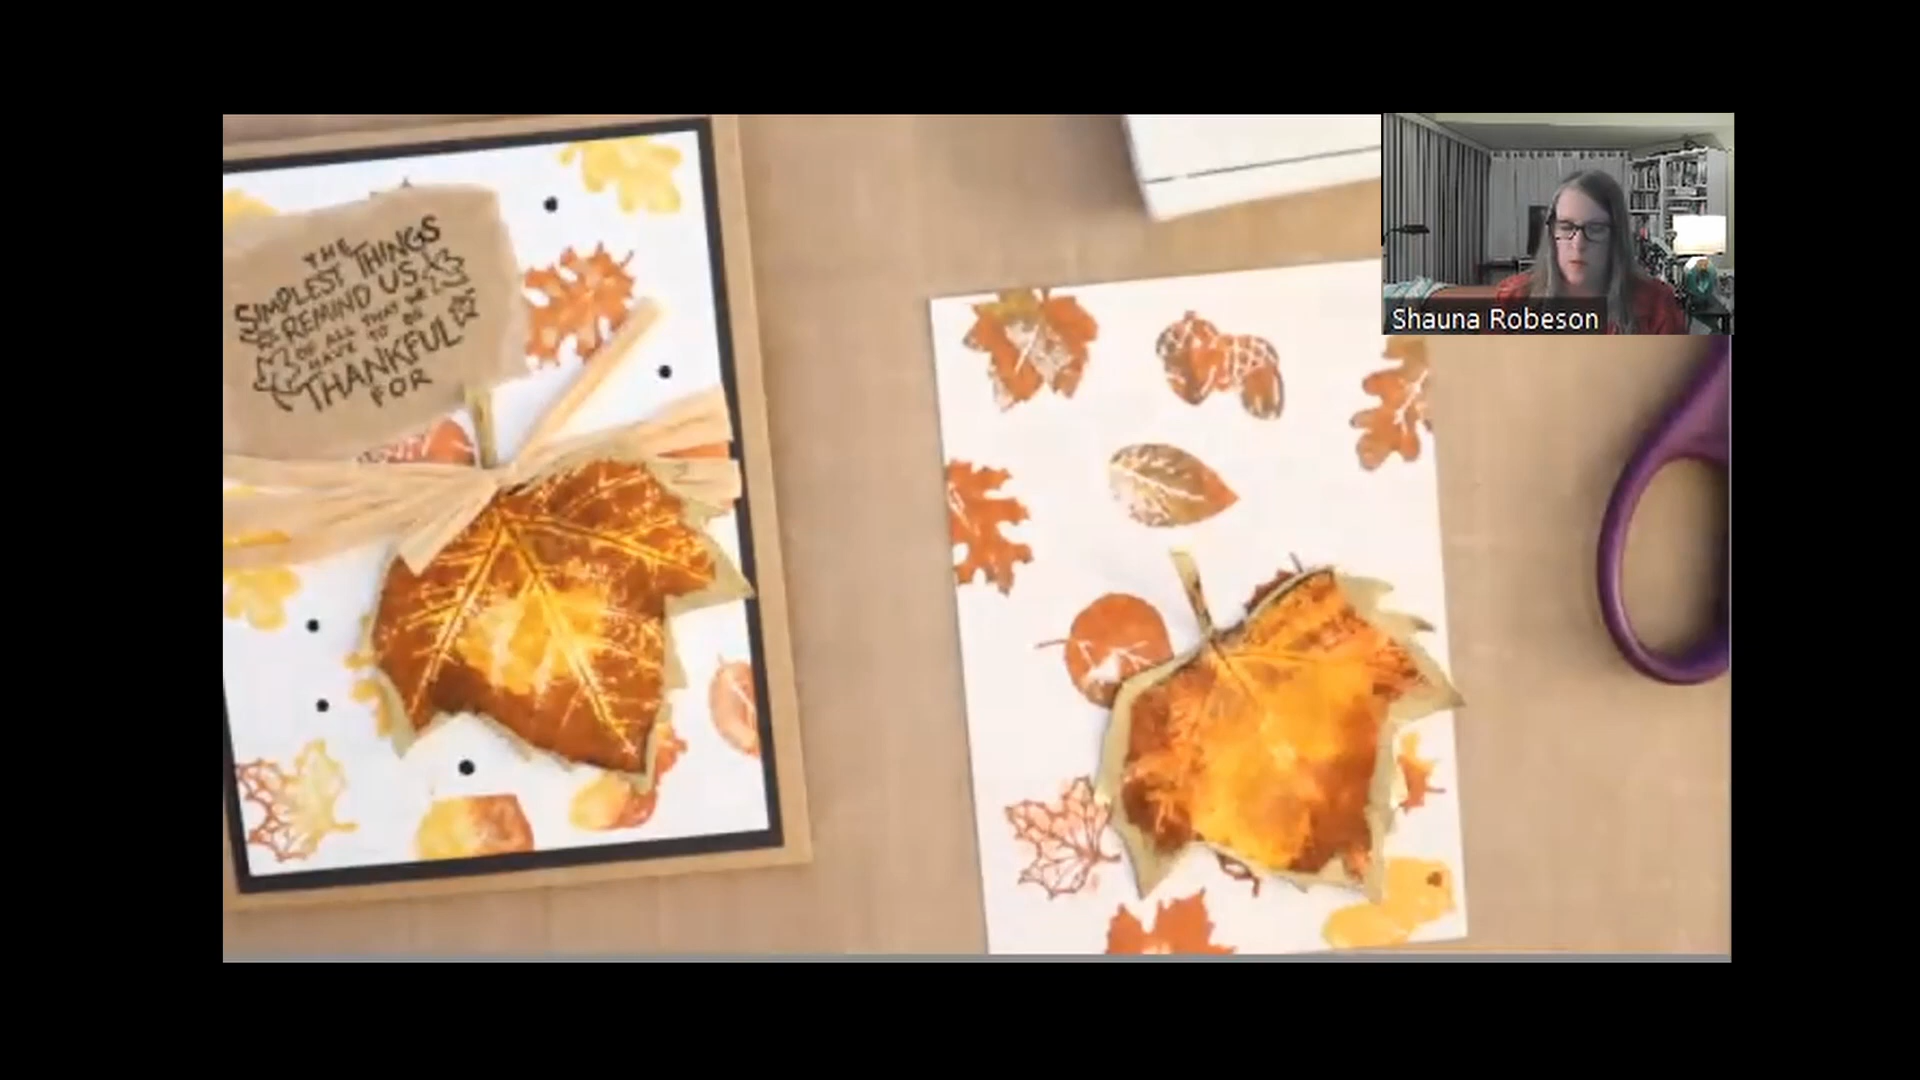 THE
SIMPLEST THINGS
REMIND US
OF ALL THAT WE
HAVE TO BE
THANKFUL
FOR
Shauna Robeson